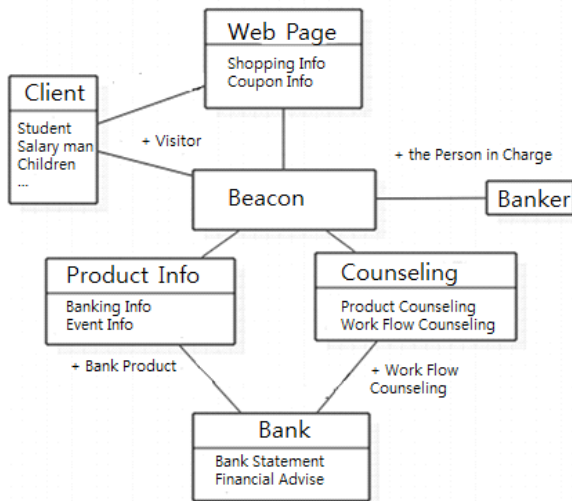 Web Page
Shopping Info
Coupon Info
Client
Student
Salary man
Children
...
+ Visitor
+ the Person in Charge
Beacon
Banker
Product Info
Banking Info
Event Info
Counseling
Product Counseling
Work Flow Counseling
+ Bank Product
+ Work Flow
Counseling
Bank
Bank Statement
Financial Advise